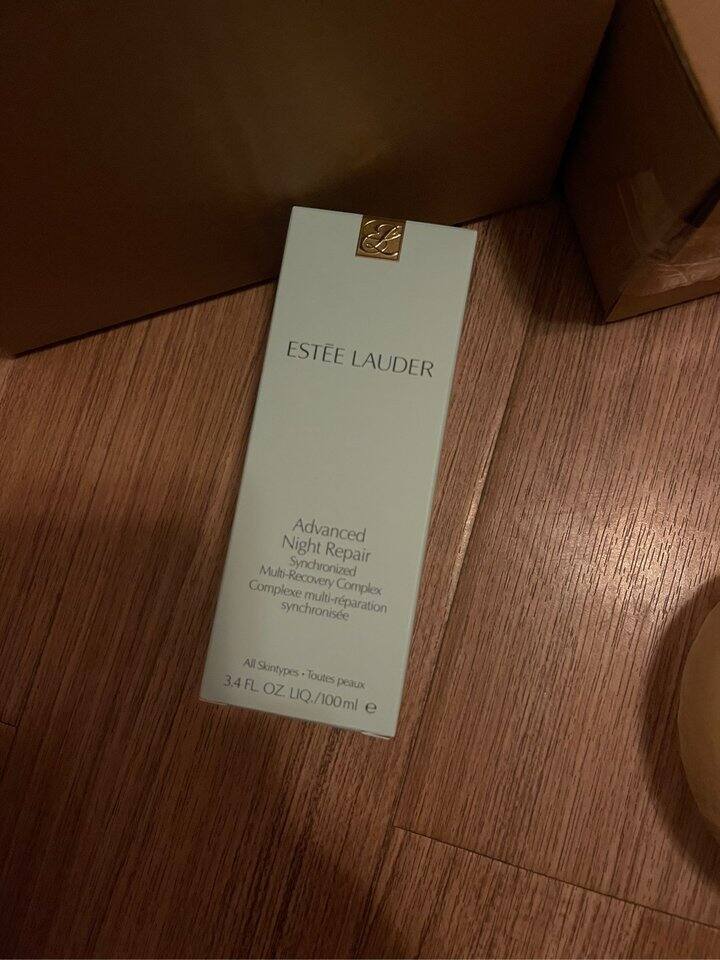 ESTĒE LAUDER
Advanced
Night Repair
Synchronized
Multi-Recovery Complex
Complexe multi-réparation
synchronisée
All Skintypes • Toutes peaux
3.4 FL. OZ. LIQ./100ml ℮